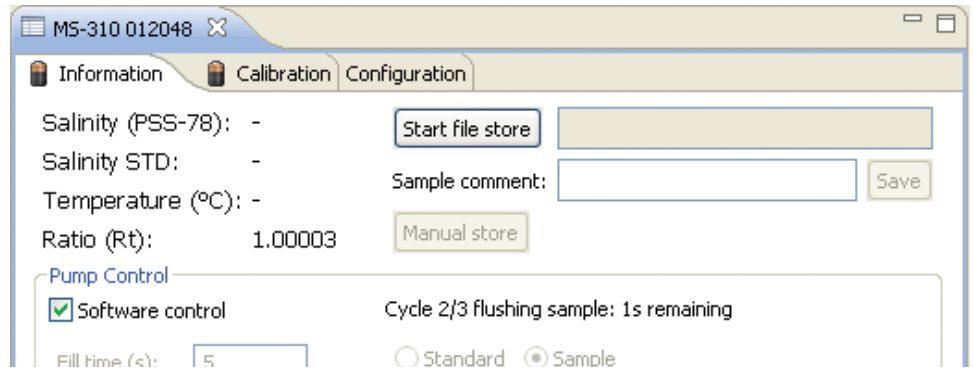 MS-310 012048
Information Calibration Configuration
Salinity (PSS-78): - Start file store
Salinity STD: -
Sample comment: Save
Temperature (ºC): -
Ratio (Rt): 1.00003 Manual store
Pump Control
Software control Cycle 2/3 flushing sample: 1s remaining
Fill time (s): 5 Standard Sample